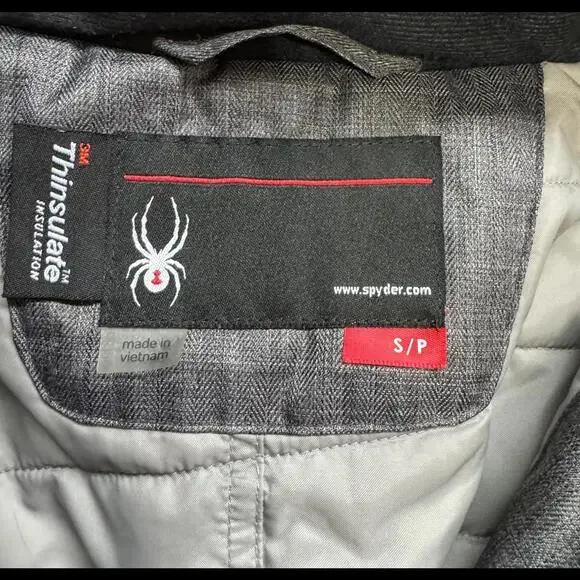 3M
Thinsulate™
INSULATION
www.spyder.com
made in
vietnam
S/P